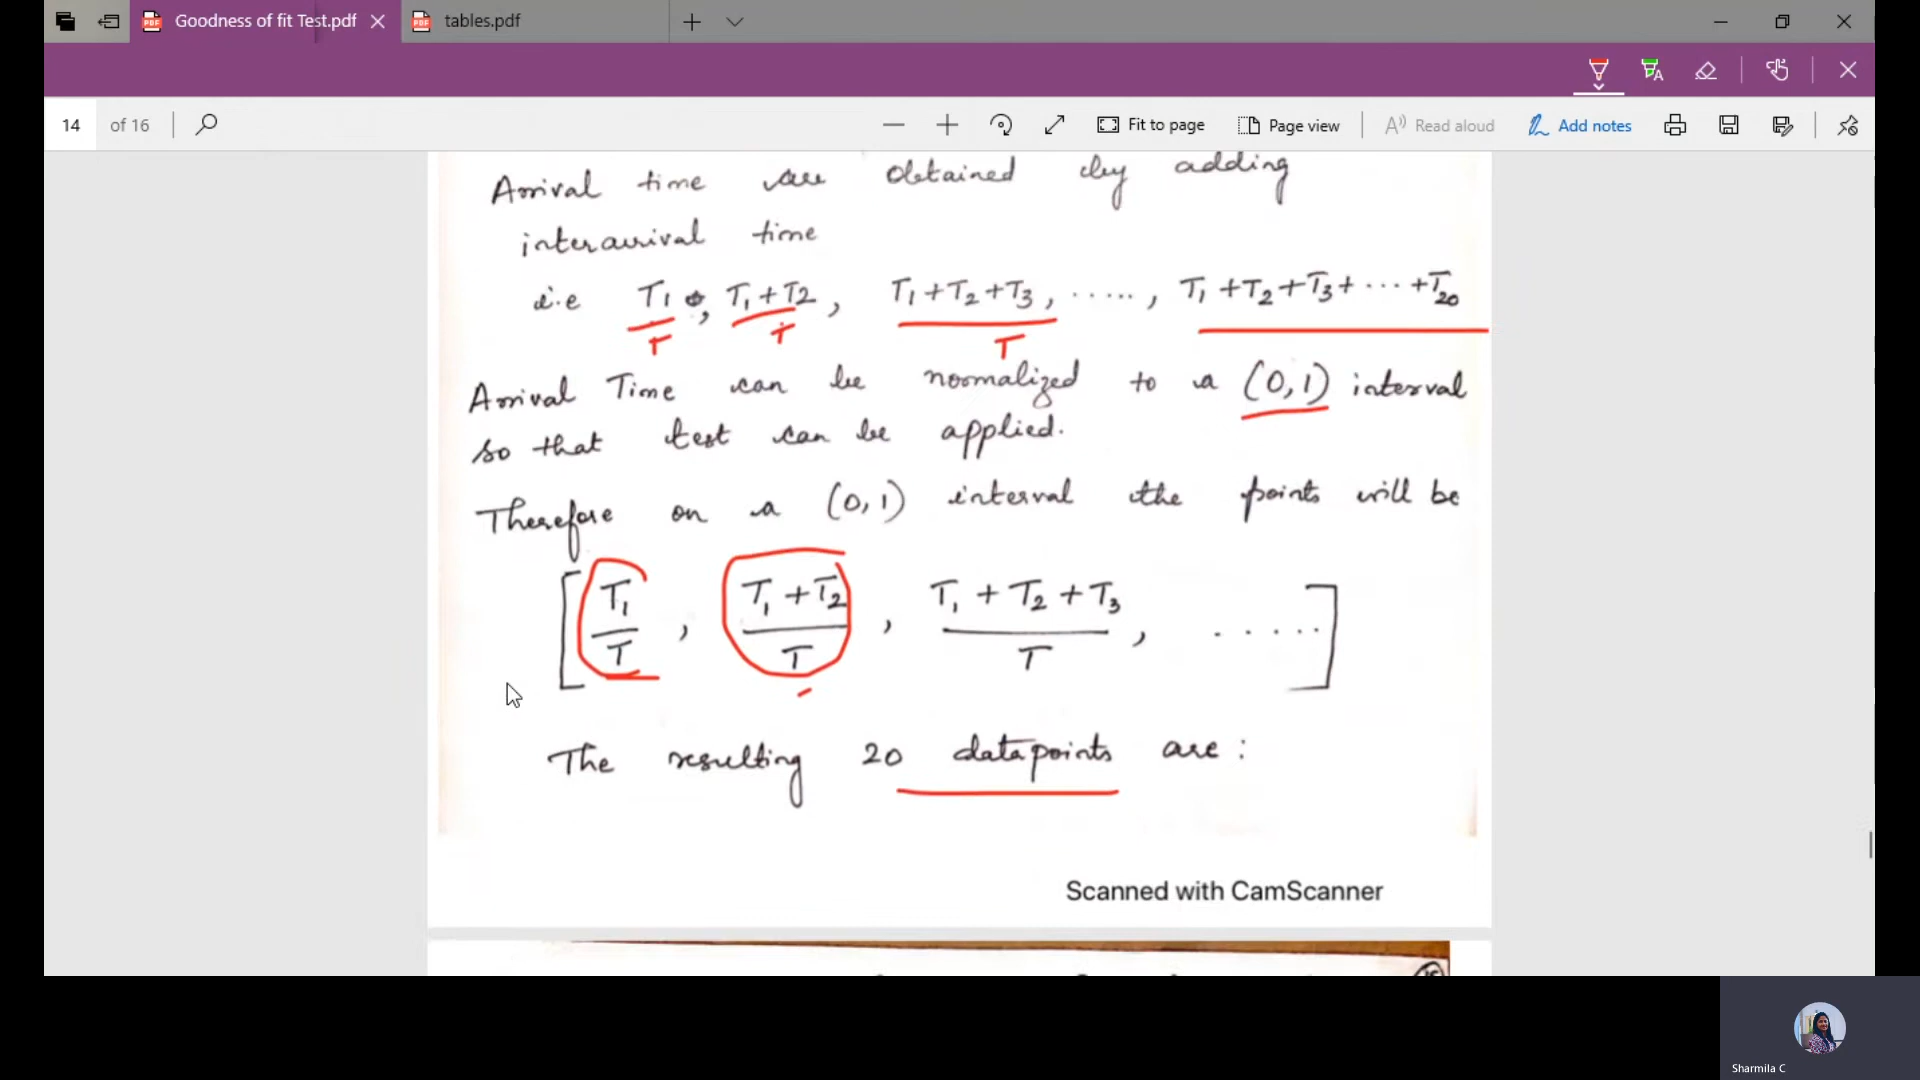 Goodness of fit Test.pdf
tables.pdf
14 of 16
Fit to page
Page view
Read aloud
Add notes
Arrival time are obtained by adding
interarrival time
i.e T1, T1+T2, T1+T2+T3, ....., T1+T2+T3+ ... +T20
T T T
Arrival Time can be normalized to a (0,1) interval
so that test can be applied.
Therefore on a (0,1) interval the points will be
[T1/T, T1+T2/T, T1+T2+T3/T, .....]
The resulting 20 datapoints are:
Scanned with CamScanner
Sharmila C